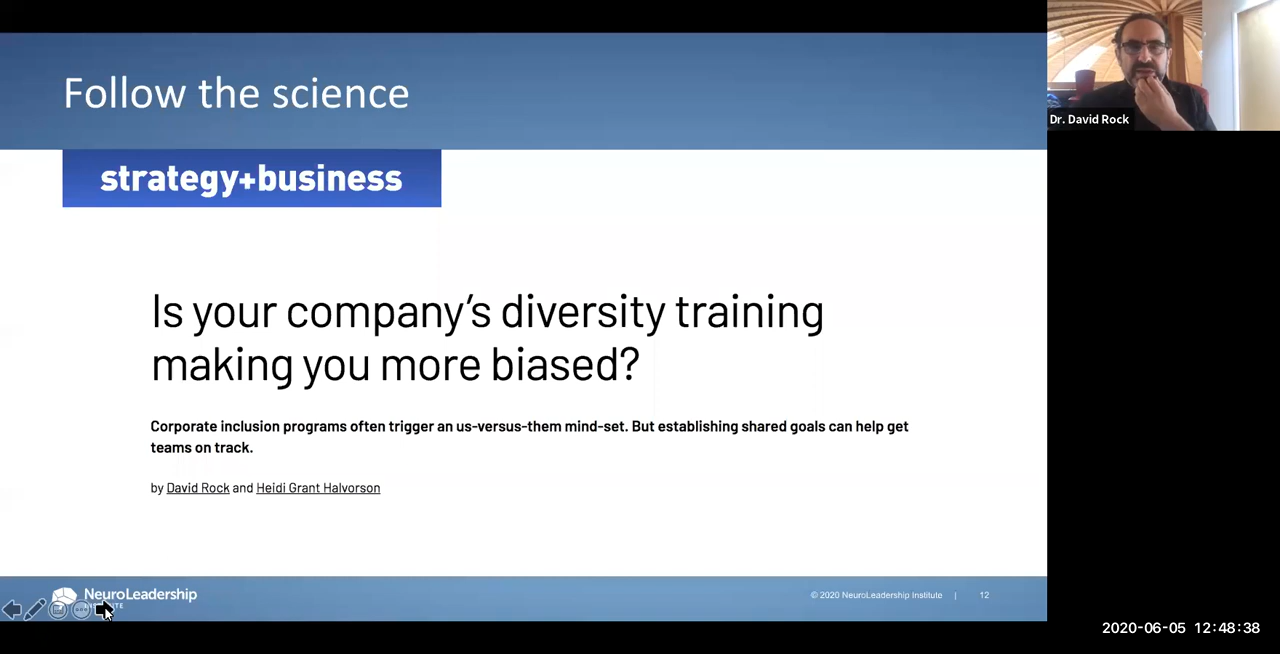 Follow the science
Dr. David Rock
strategy+business
Is your company's diversity training
making you more biased?
Corporate inclusion programs often trigger an us-versus-them mind-set. But establishing shared goals can help get
teams on track.
by David Rock and Heidi Grant Halvorson
NeuroLeadership
© 2020 NeuroLeadership Institute | 12
2020-06-05 12:48:38